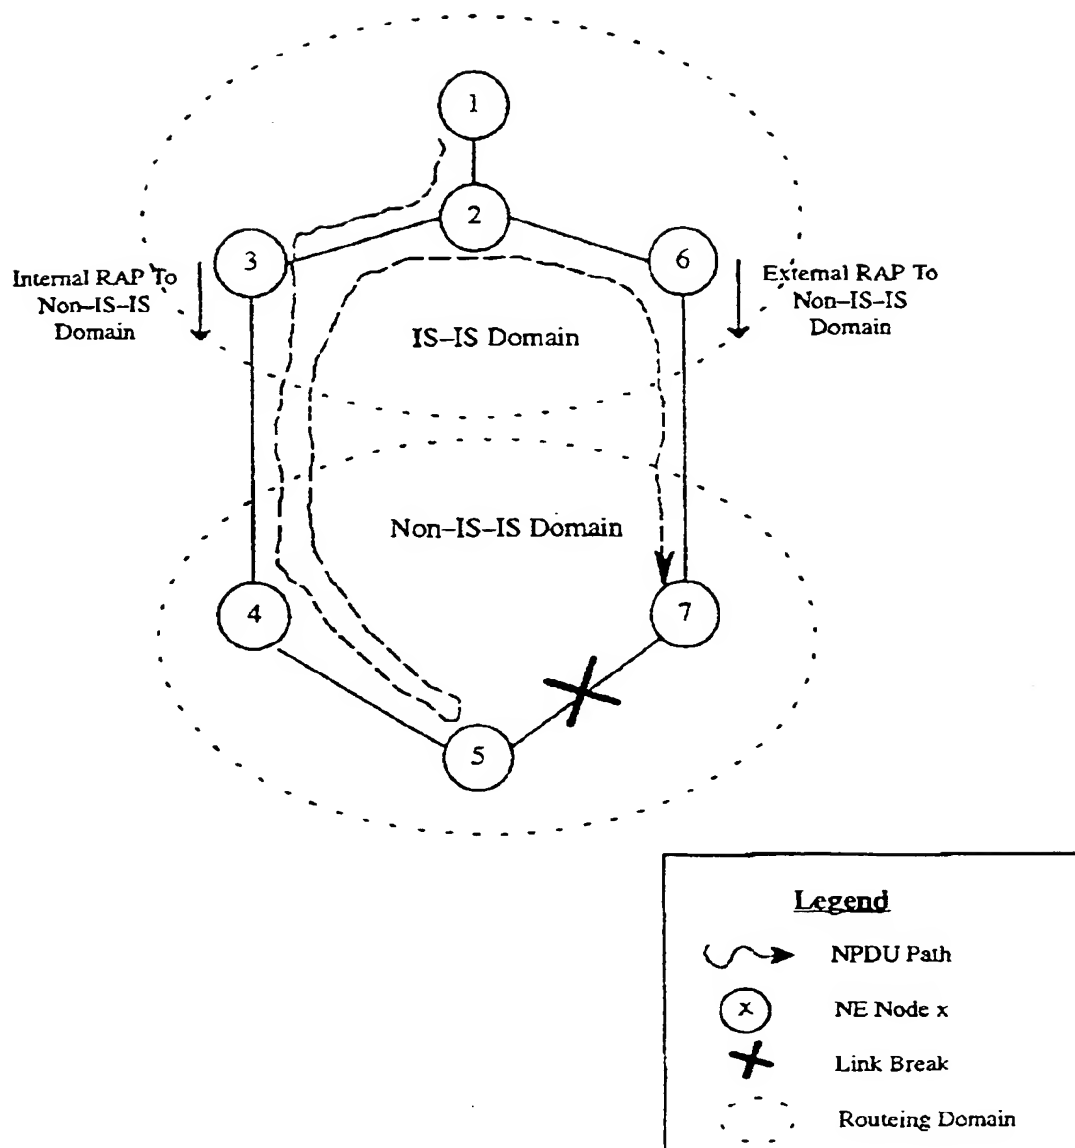 1
2
3
6
Internal RAP To
Non–IS–IS
Domain
External RAP To
Non–IS–IS
Domain
IS–IS Domain
Non–IS–IS Domain
4
7
5
Legend
NPDU Path
x
NE Node x
Link Break
Routeing Domain